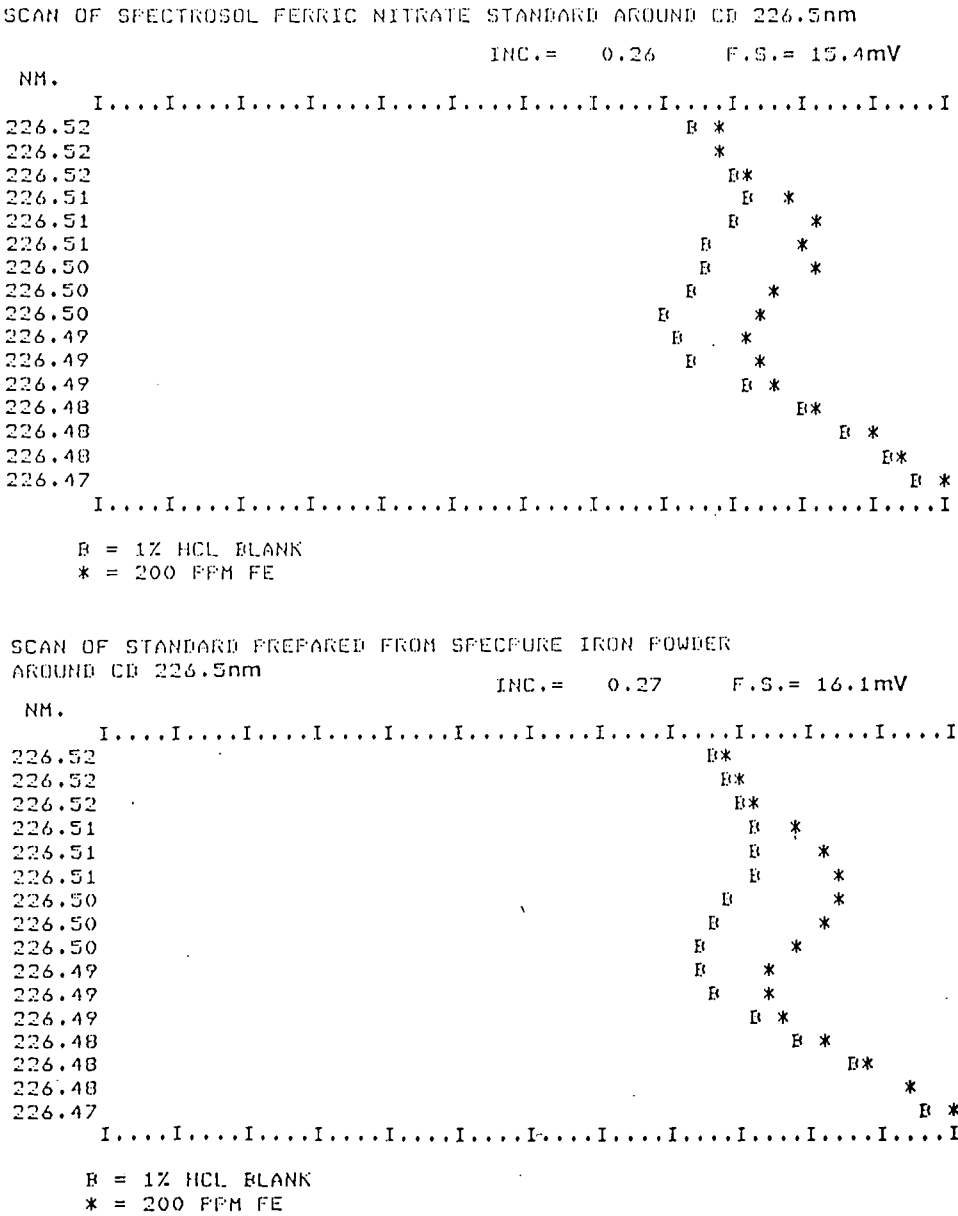 SCAN OF SPECTROSOL FERRIC NITRATE STANDARD AROUND CD 226.5nm
INC.= 0.26 F.S.= 15.4mV
NM.
I....I....I....I....I....I....I....I....I....I....I....I....I
226.52 B *
226.52 *
226.52 B*
226.51 B *
226.51 B *
226.51 B *
226.50 B *
226.50 B *
226.50 B *
226.49 B *
226.49 B *
226.49 B *
226.48 B*
226.48 B *
226.48 B*
226.47 B *
I....I....I....I....I....I....I....I....I....I....I....I....I
B = 1% HCL BLANK
* = 200 PPM FE
SCAN OF STANDARD PREPARED FROM SPECPURE IRON POWDER
AROUND CD 226.5nm
INC.= 0.27 F.S.= 16.1mV
NM.
I....I....I....I....I....I....I....I....I....I....I....I....I
226.52 B*
226.52 B*
226.52 B*
226.51 B *
226.51 B *
226.51 B *
226.50 B *
226.50 B *
226.50 B *
226.49 B *
226.49 B *
226.49 B *
226.48 B *
226.48 B*
226.48 *
226.47 B *
I....I....I....I....I....I....I....I....I....I....I....I....I
B = 1% HCL BLANK
* = 200 PPM FE